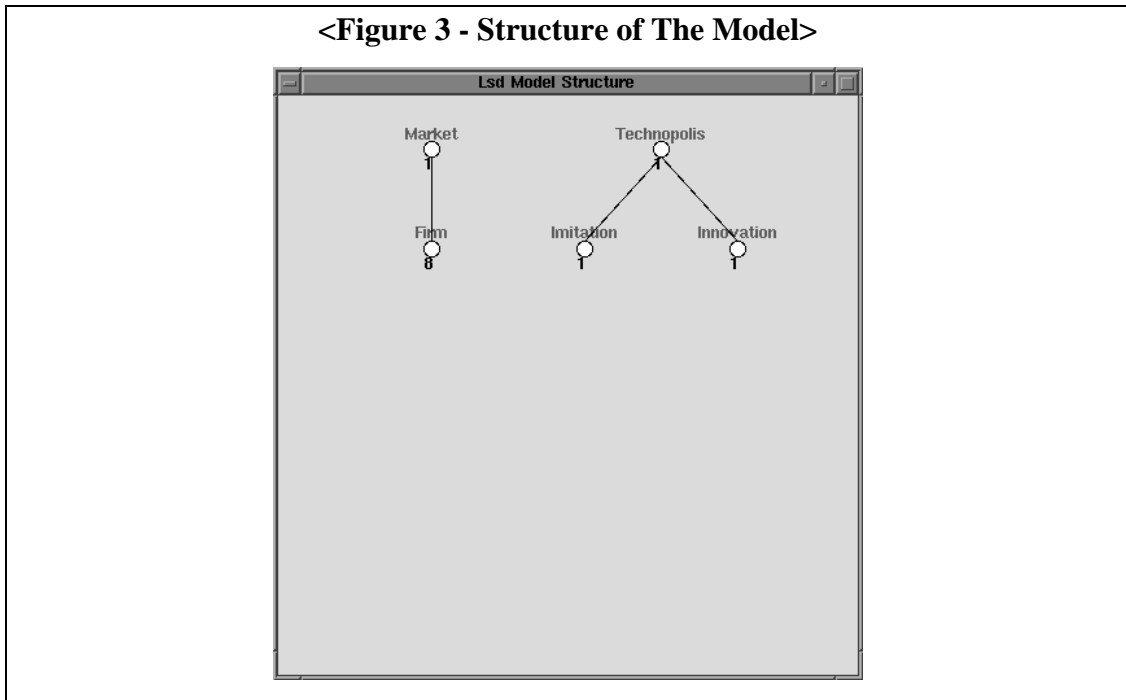 <Figure 3 - Structure of The Model>
Lsd Model Structure
Market Technopolis
1 1
Firm Imitation Innovation
8 1 1